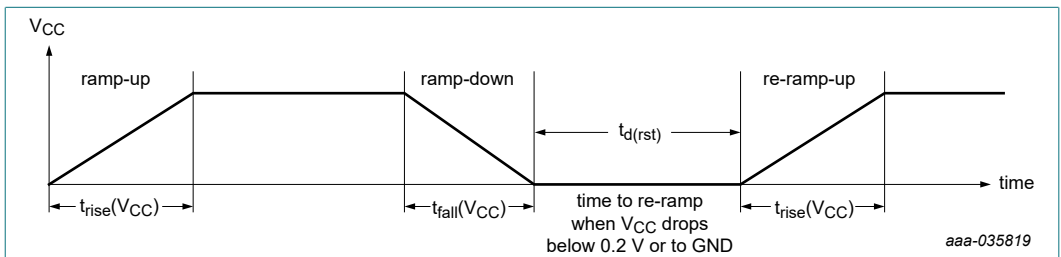 VCC
ramp-up
ramp-down
re-ramp-up
td(rst)
time
trise(VCC)
tfall(VCC)
time to re-ramp
when VCC drops
below 0.2 V or to GND
trise(VCC)
aaa-035819